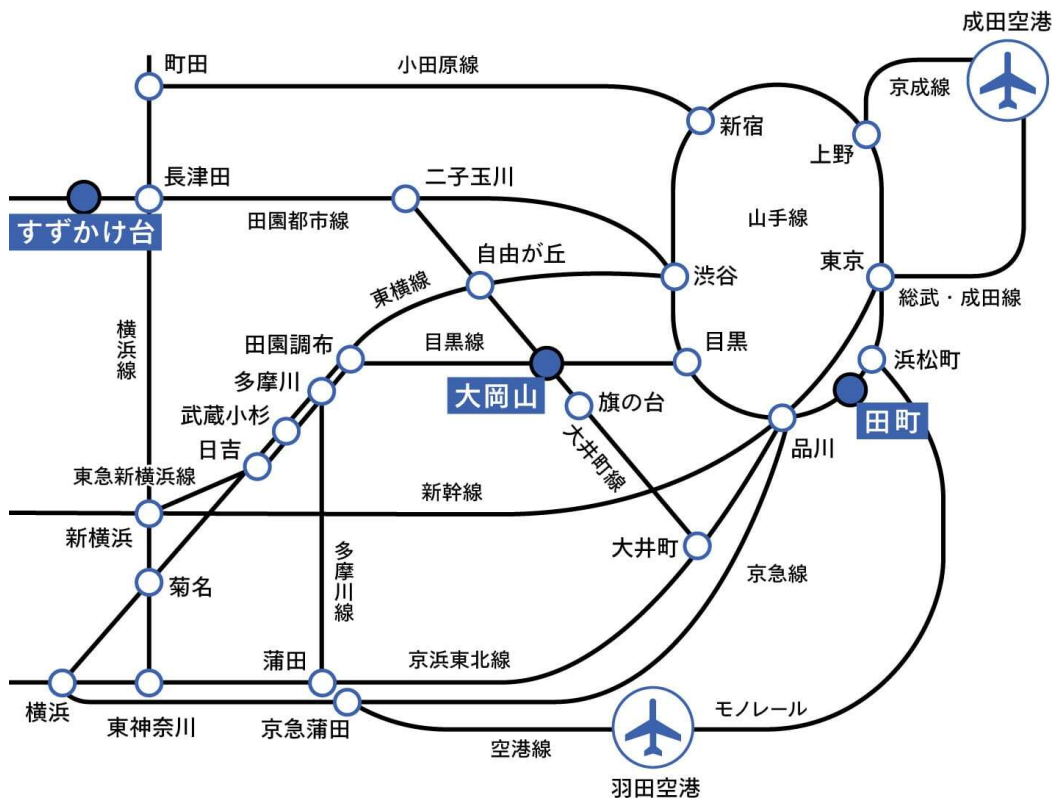 成田空港
町田
小田原線
京成線
新宿
上野
長津田
二子玉川
すずかけ台
田園都市線
山手線
自由が丘
東京
渋谷
東横線
総武・成田線
横浜線
田園調布
目黒線
目黒
浜松町
多摩川
大岡山
旗の台
田町
武蔵小杉
大井町線
品川
日吉
東急新横浜線
新幹線
新横浜
大井町
多摩川線
京急線
菊名
蒲田
京浜東北線
横浜
東神奈川
京急蒲田
モノレール
空港線
羽田空港